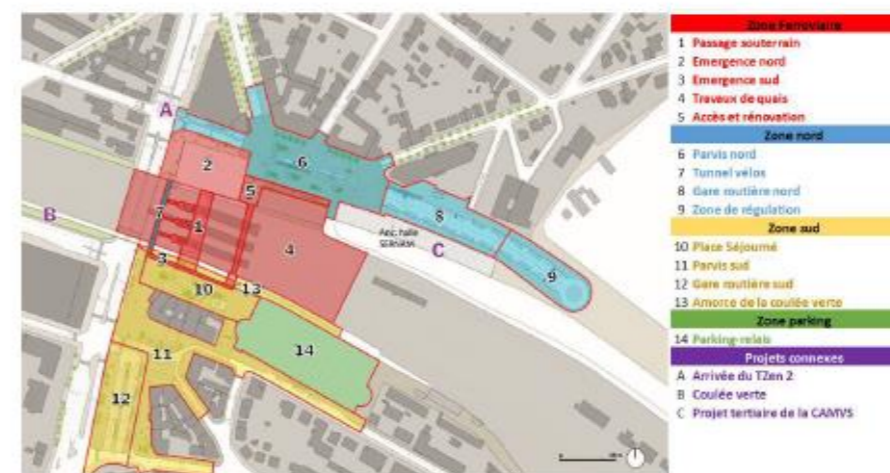 A
2
6
5
7
1
8
B
4
Anc. halle
SERNAM
C
3
9
10
13
14
11
12
Zone Ferroviaire
1 Passage souterrain
2 Emergence nord
3 Emergence sud
4 Travaux de quais
5 Accès et rénovation
Zone nord
6 Parvis nord
7 Tunnel vélos
8 Gare routière nord
9 Zone de régulation
Zone sud
10 Place Séjourné
11 Parvis sud
12 Gare routière sud
13 Amorce de la coulée verte
Zone parking
14 Parking-relais
Projets connexes
A Arrivée du TZen 2
B Coulée verte
C Projet tertiaire de la CAMVS